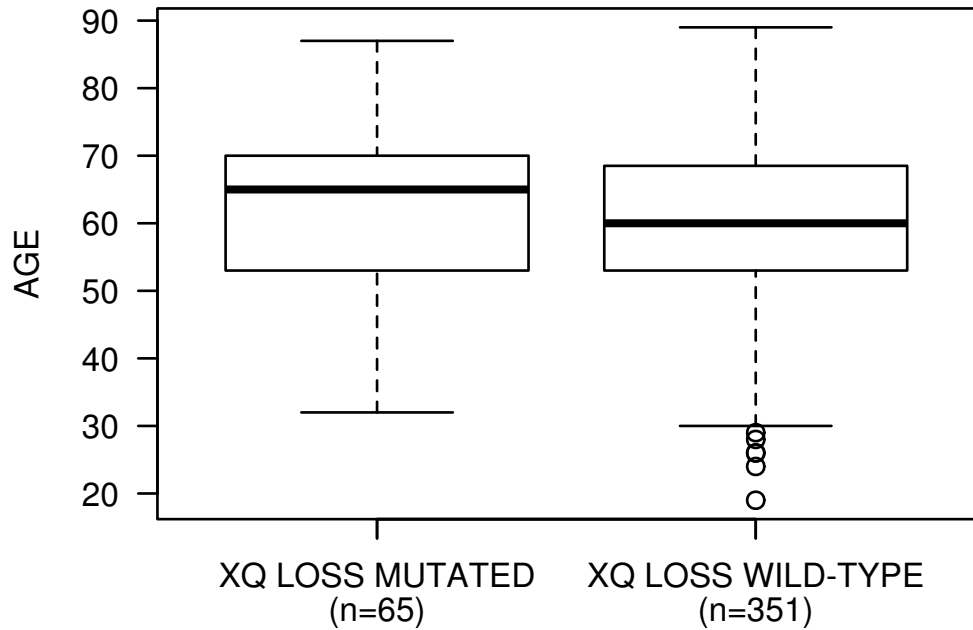 90
80
70
60
50
40
30
20
AGE
XQ LOSS MUTATED
(n=65)
XQ LOSS WILD-TYPE
(n=351)